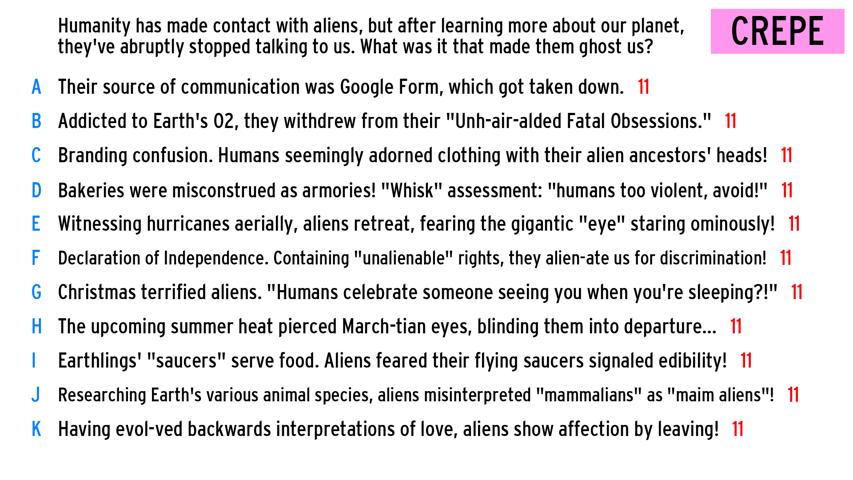 Humanity has made contact with aliens, but after learning more about our planet,
they've abruptly stopped talking to us. What was it that made them ghost us?
CREPE
A Their source of communication was Google Form, which got taken down. 11
B Addicted to Earth's O2, they withdrew from their "Unh-air-alded Fatal Obsessions." 11
C Branding confusion. Humans seemingly adorned clothing with their alien ancestors' heads! 11
D Bakeries were misconstrued as armories! "Whisk" assessment: "humans too violent, avoid!" 11
E Witnessing hurricanes aerially, aliens retreat, fearing the gigantic "eye" staring ominously! 11
F Declaration of Independence. Containing "unalienable" rights, they alien-ate us for discrimination! 11
G Christmas terrified aliens. "Humans celebrate someone seeing you when you're sleeping?!" 11
H The upcoming summer heat pierced March-tian eyes, blinding them into departure... 11
I Earthlings' "saucers" serve food. Aliens feared their flying saucers signaled edibility! 11
J Researching Earth's various animal species, aliens misinterpreted "mammalians" as "maim aliens"! 11
K Having evol-ved backwards interpretations of love, aliens show affection by leaving! 11